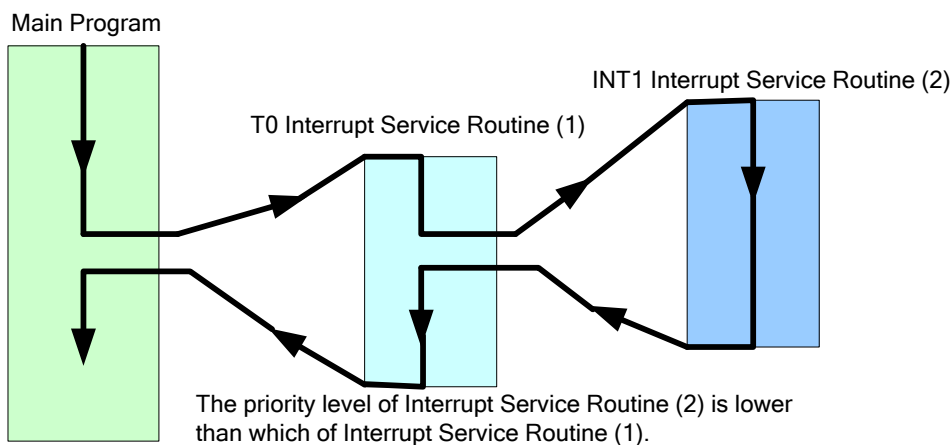 Main Program
INT1 Interrupt Service Routine (2)
T0 Interrupt Service Routine (1)
The priority level of Interrupt Service Routine (2) is lower
than which of Interrupt Service Routine (1).